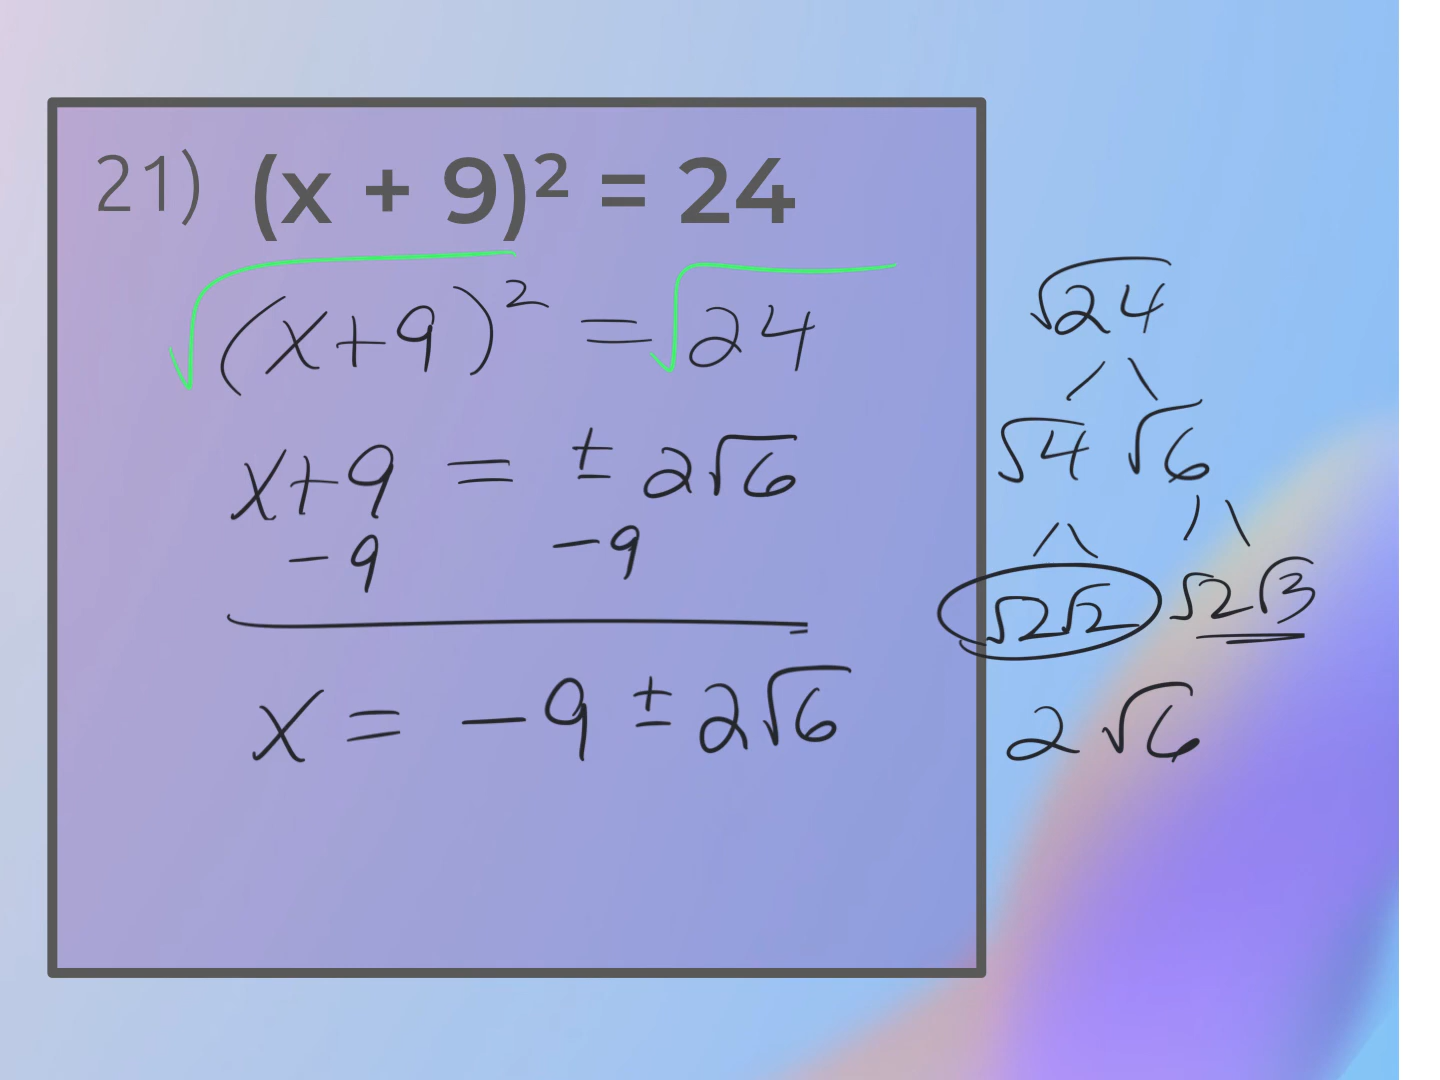 21) (x + 9)² = 24
√(x+9)² = √24
x+9 = ± 2√6
-9 -9
x = -9 ± 2√6
√24
√4 √6
√2√2 √2√3
2√6